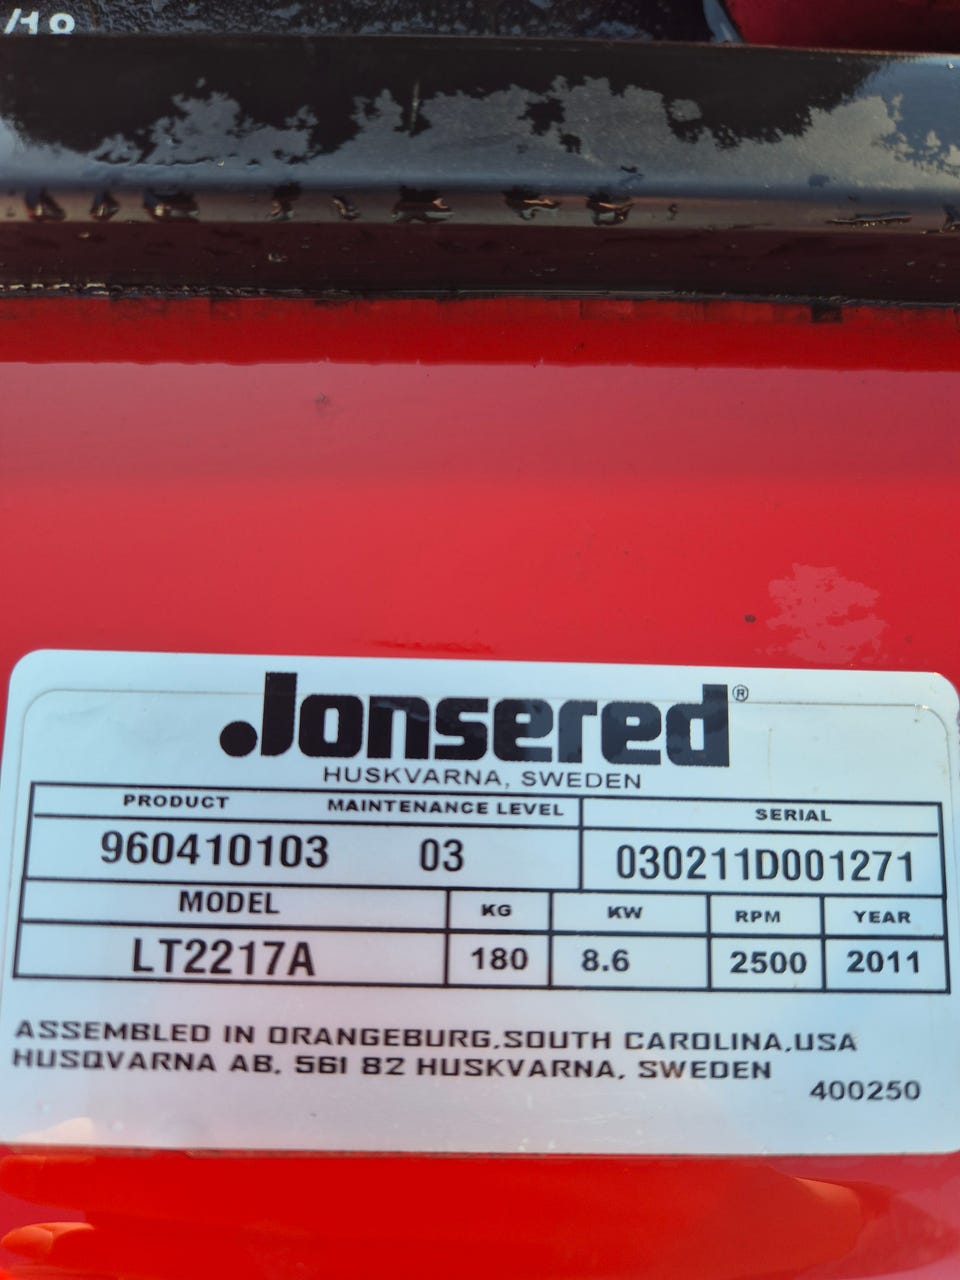 /18
Jonsered®
HUSKVARNA, SWEDEN
PRODUCT MAINTENANCE LEVEL SERIAL
960410103 03 030211D001271
MODEL KG KW RPM YEAR
LT2217A 180 8.6 2500 2011
ASSEMBLED IN ORANGEBURG,SOUTH CAROLINA,USA
HUSQVARNA AB, 561 82 HUSKVARNA, SWEDEN
400250